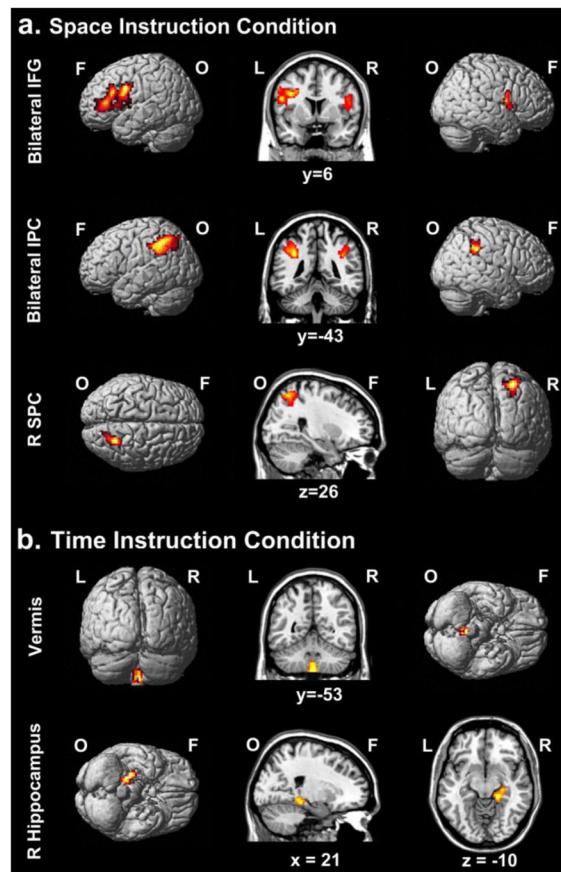 a. Space Instruction Condition
Bilateral IFG
F O L R O F
y=6
Bilateral IPC
F O L R O F
y=-43
R SPC
O F O F L R
z=26
b. Time Instruction Condition
Vermis
L R L R O F
y=-53
R Hippocampus
O F O F L R
x = 21 z = -10